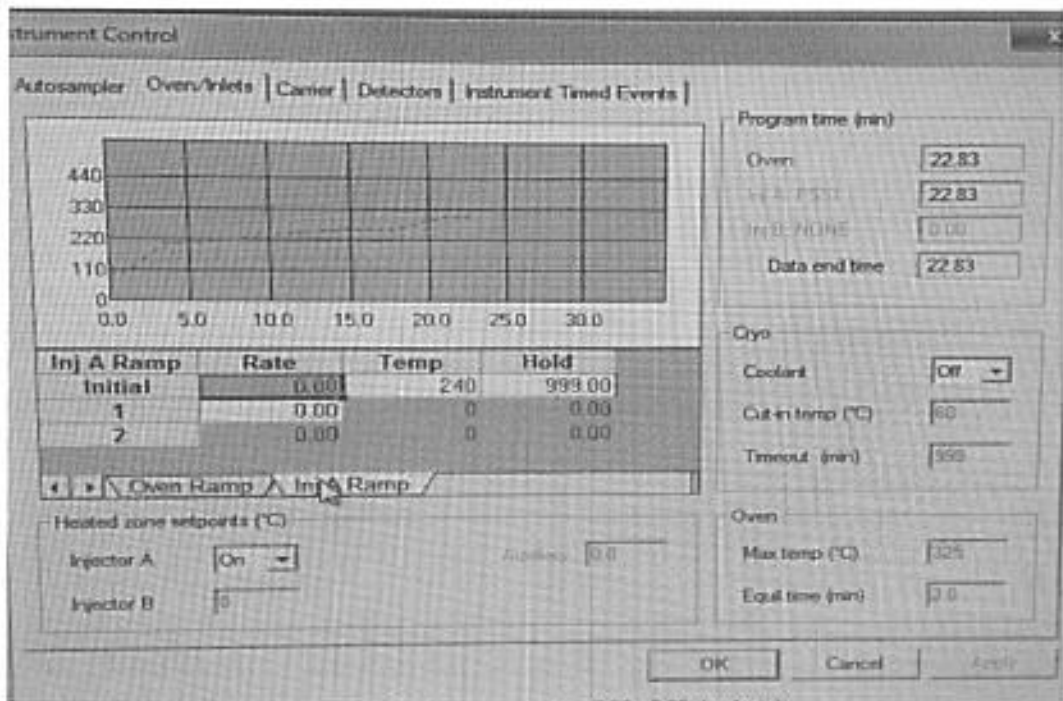 strument Control
Autosampler Oven/Inlets Carrier Detectors Instrument Timed Events
440
330
220
110
0
0.0 5.0 10.0 15.0 20.0 25.0 30.0
Program time (min)
Oven 22.83
22.83
Inj B: NONE 0.00
Data end time 22.83
Inj A Ramp Rate Temp Hold
Initial 0.00 240 999.00
1 0.00 0 0.00
2 0.00 0 0.00
Oven Ramp Inj A Ramp
Cryo
Coolant Off
Cut-in temp (°C) 60
Timeout (min) 999
Heated zone setpoints (°C)
Injector A On
0.0
Injector B 0
Oven
Max temp (°C) 325
Equil time (min) 2.0
OK Cancel Apply